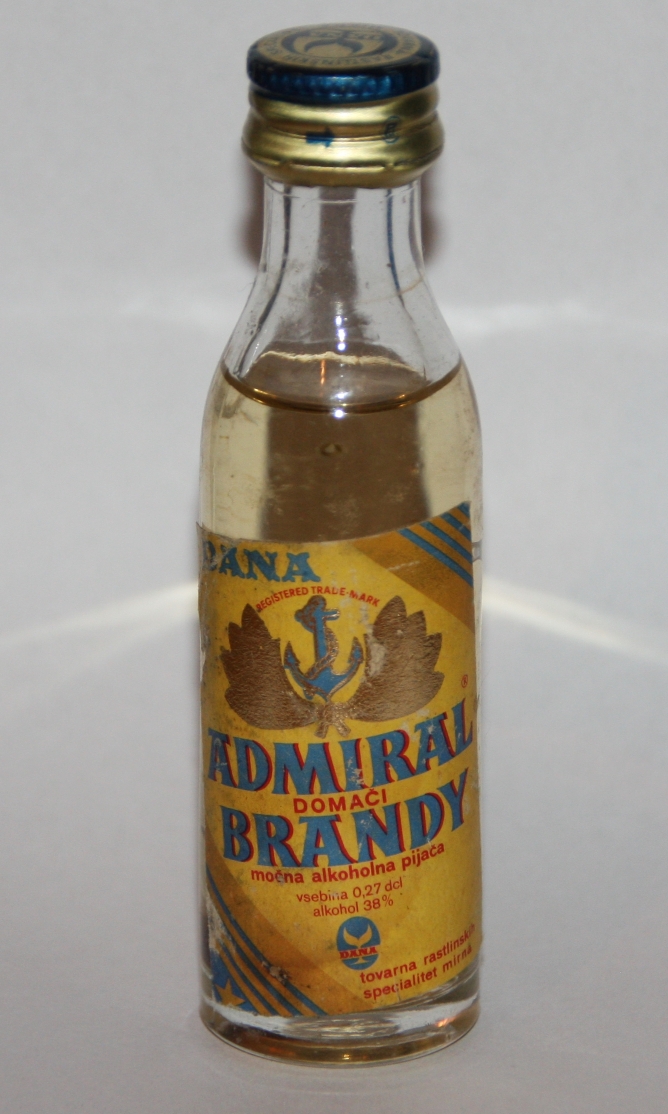 DANA
REGISTERED TRADE-MARK
ADMIRAL ®
DOMAČI
BRANDY
močna alkoholna pijača
vsebina 0,27 dcl
alkohol 38%
DANA
tovarna rastlinskih
specialitet mirna